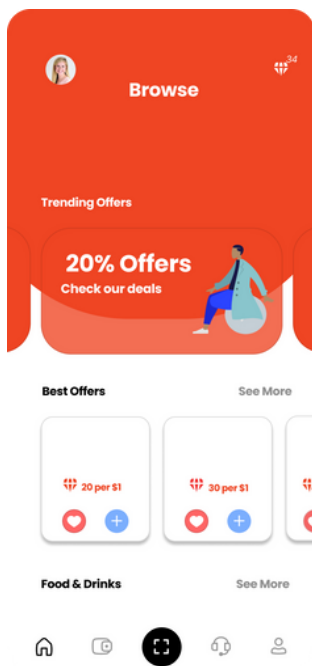 34
Browse
Trending Offers
20% Offers
Check our deals
Best Offers
See More
20 per $1
30 per $1
Food & Drinks
See More